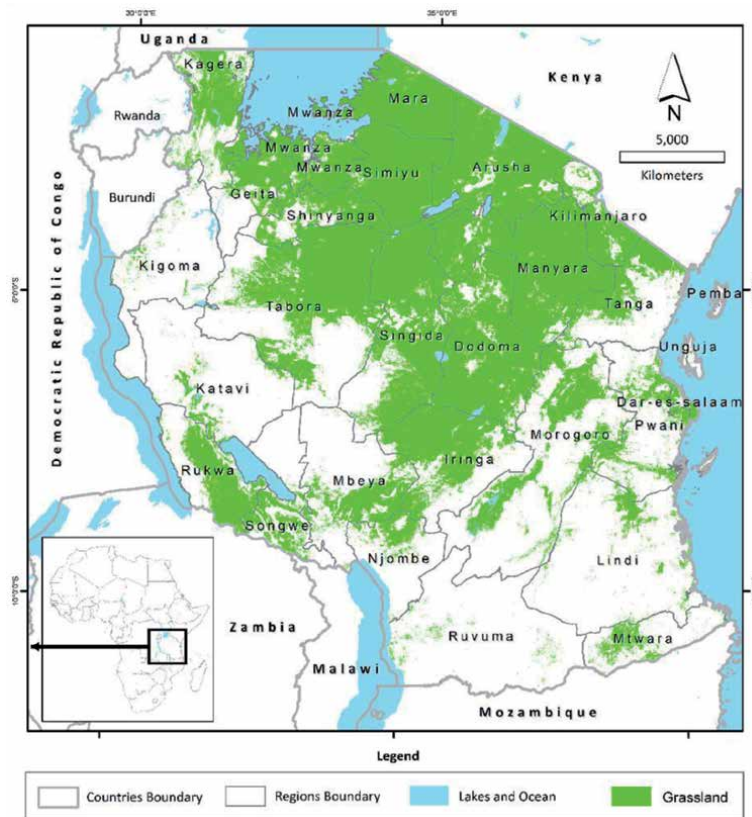 30°0'0"
35°0'0"
Uganda
Kagera
Kenya
Rwanda
Mwanza
Mara
N
5,000
Kilometers
Mwanza
Mwanza
Simiyu
Arusha
Burundi
Geita
Shinyanga
Kilimanjaro
Democratic Republic of Congo
Kigoma
Manyara
Pemba
Tabora
Tanga
Singida
Dodoma
Unguja
Katavi
Dar-es-salaam
Morogoro
Pwani
Rukwa
Mbeya
Iringa
Songwe
Njombe
Lindi
Zambia
Ruvuma
Mtwara
Malawi
Mozambique
Legend
Countries Boundary
Regions Boundary
Lakes and Ocean
Grassland